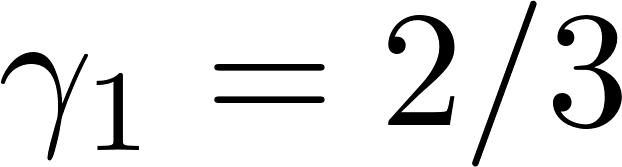 γ₁ = 2/3